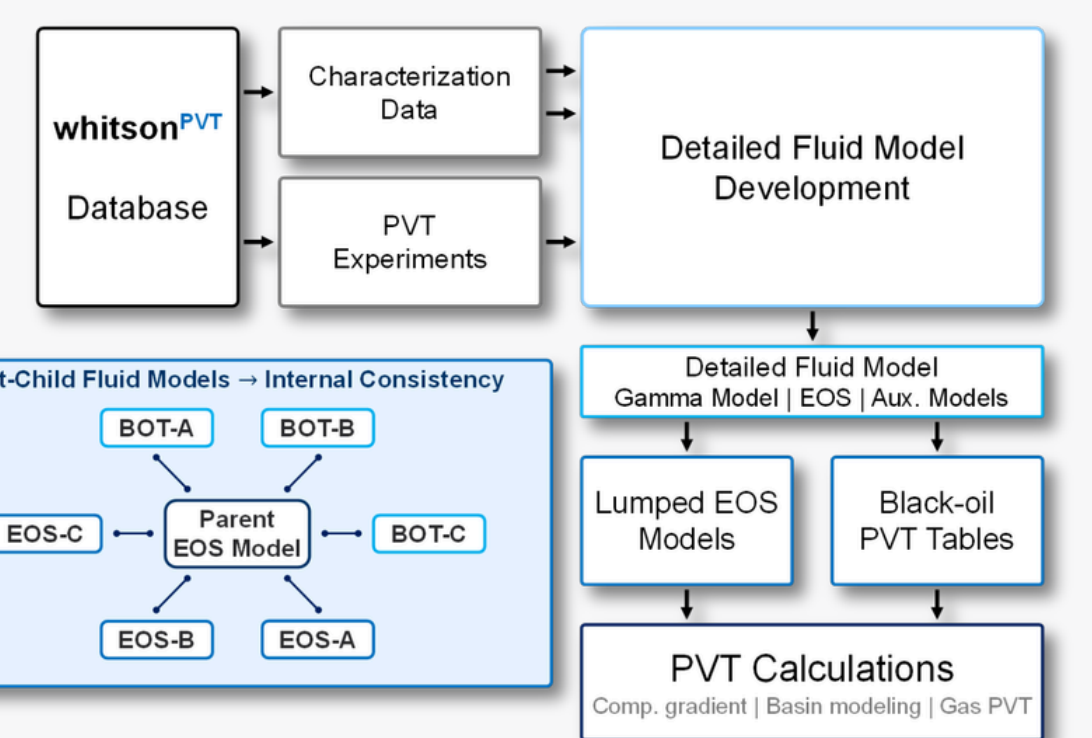 whitsonPVT
Database
Characterization
Data
PVT
Experiments
Detailed Fluid Model
Development
Detailed Fluid Model
Gamma Model | EOS | Aux. Models
Lumped EOS
Models
Black-oil
PVT Tables
PVT Calculations
Comp. gradient | Basin modeling | Gas PVT
t-Child Fluid Models → Internal Consistency
BOT-A
BOT-B
EOS-C
Parent
EOS Model
BOT-C
EOS-B
EOS-A